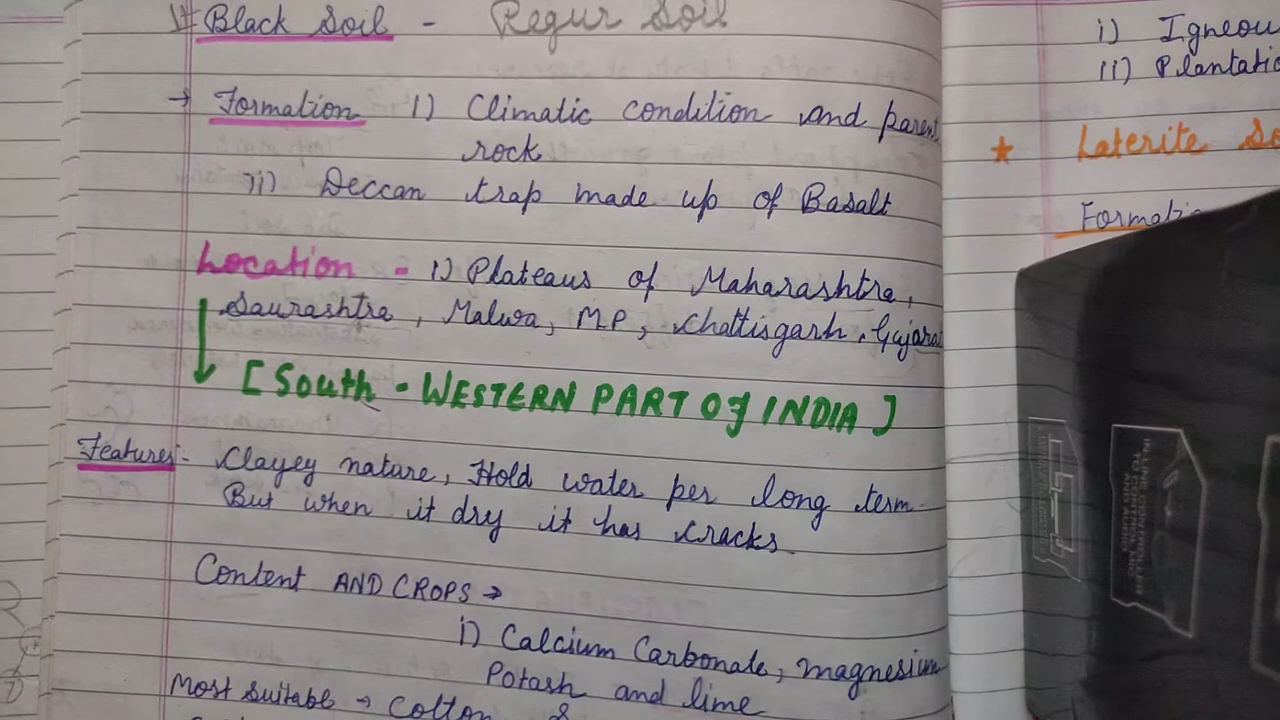 Black Soil - Regur Soil
→ Formation i) Climatic condition and parent
rock
ii) Deccan trap made up of Basalt
Location - i) Plateaus of Maharashtra,
Saurashtra, Malwa, MP, Chattisgarh, Gujarat
[South - WESTERN PART OF INDIA]
Features:- Clayey nature, Hold water per long term.
But when it dry it has cracks.
Content AND CROPS →
i) Calcium Carbonate, magnesium
Potash and lime
Most suitable → Cotton
i) Igneou
ii) Plantatio
★ Laterite So
Formatio